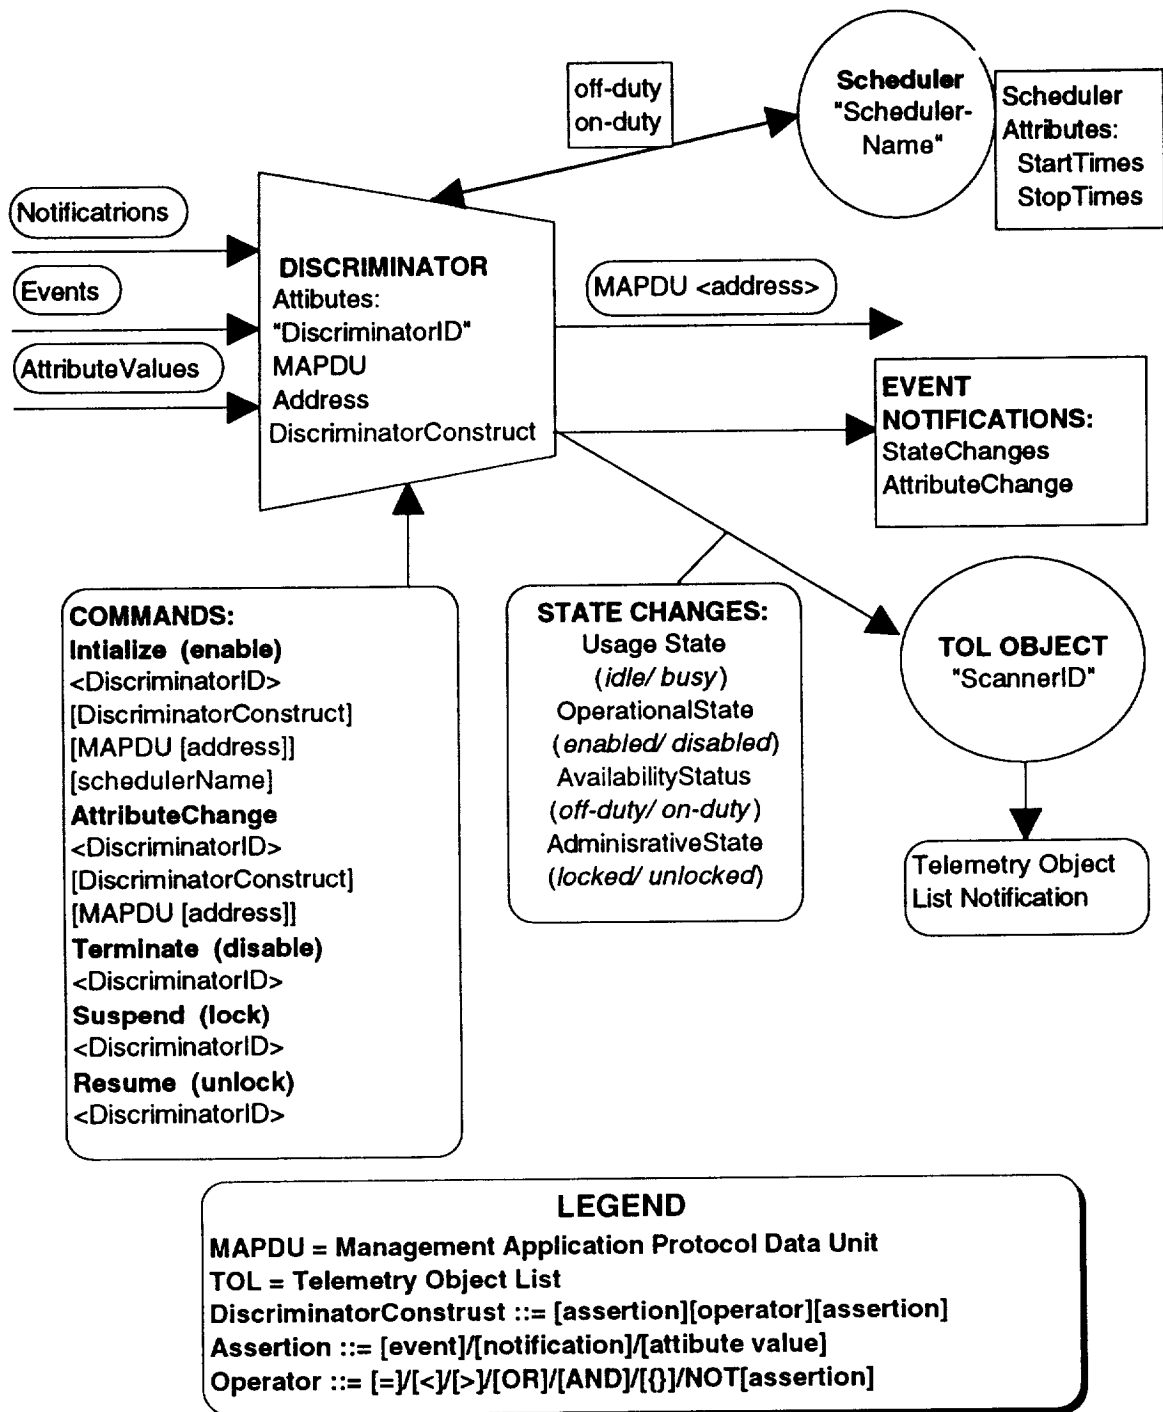 off-duty
on-duty
Scheduler
"Scheduler-
Name"
Scheduler
Attributes:
StartTimes
StopTimes
Notificatrions
Events
AttributeValues
DISCRIMINATOR
Attibutes:
"DiscriminatorID"
MAPDU
Address
DiscriminatorConstruct
MAPDU <address>
EVENT
NOTIFICATIONS:
StateChanges
AttributeChange
COMMANDS:
Intialize (enable)
<DiscriminatorID>
[DiscriminatorConstruct]
[MAPDU [address]]
[schedulerName]
AttributeChange
<DiscriminatorID>
[DiscriminatorConstruct]
[MAPDU [address]]
Terminate (disable)
<DiscriminatorID>
Suspend (lock)
<DiscriminatorID>
Resume (unlock)
<DiscriminatorID>
STATE CHANGES:
Usage State
(idle/ busy)
OperationalState
(enabled/ disabled)
AvailabilityStatus
(off-duty/ on-duty)
AdminisrativeState
(locked/ unlocked)
TOL OBJECT
"ScannerID"
Telemetry Object
List Notification
LEGEND
MAPDU = Management Application Protocol Data Unit
TOL = Telemetry Object List
DiscriminatorConstrust ::= [assertion][operator][assertion]
Assertion ::= [event]/[notification]/[attibute value]
Operator ::= [=]/[<]/[>]/[OR]/[AND]/[{}]/NOT[assertion]